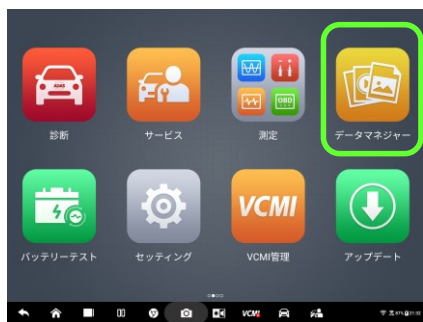 ADAS
診断
サービス
OBD
測定
データマネジャー
バッテリーテスト
セッティング
VCMI
VCMI管理
アップデート
VCMI